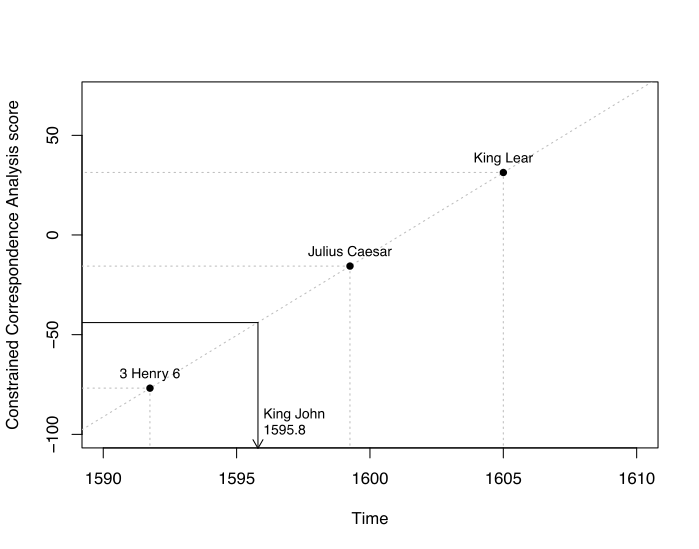 Constrained Correspondence Analysis score
50
0
−50
−100
King Lear
Julius Caesar
3 Henry 6
King John
1595.8
1590 1595 1600 1605 1610
Time